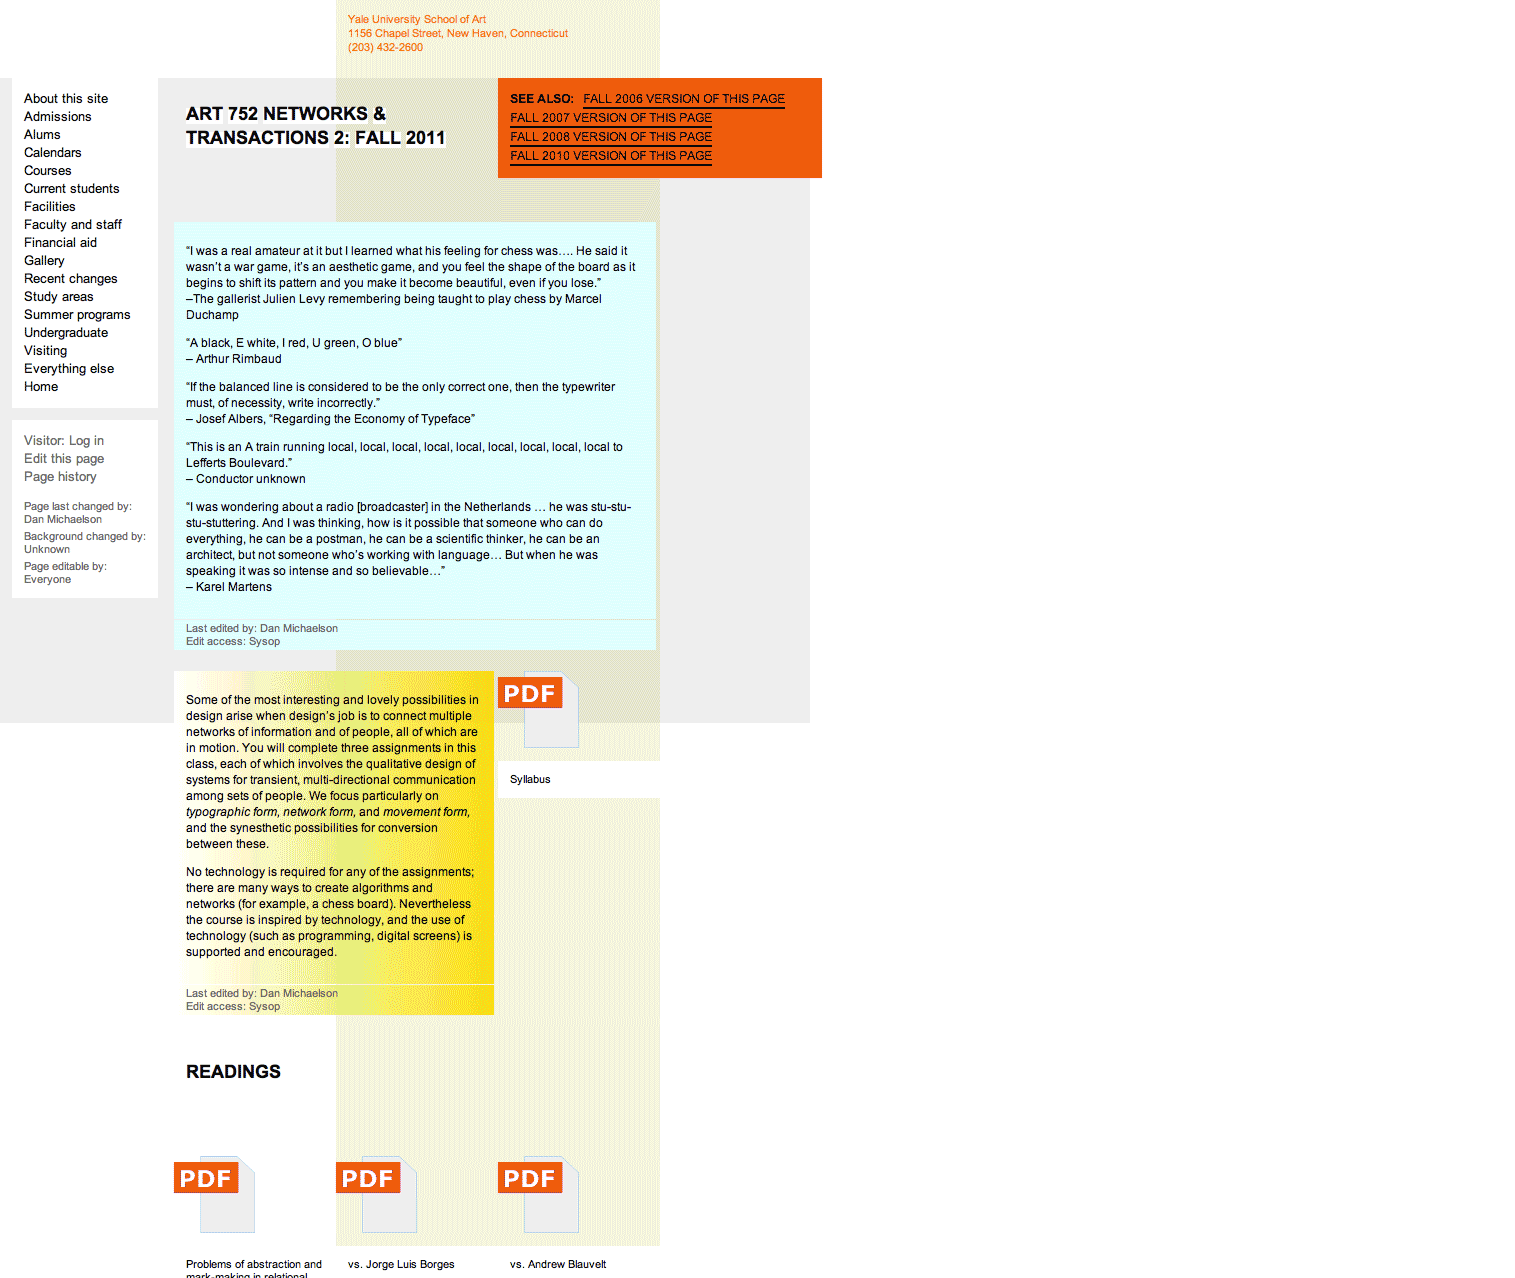 Yale University School of Art
1156 Chapel Street, New Haven, Connecticut
(203) 432-2600
About this site
Admissions
Alums
Calendars
Courses
Current students
Facilities
Faculty and staff
Financial aid
Gallery
Recent changes
Study areas
Summer programs
Undergraduate
Visiting
Everything else
Home
Visitor: Log in
Edit this page
Page history
Page last changed by:
Dan Michaelson
Background changed by:
Unknown
Page editable by:
Everyone
ART 752 NETWORKS &
TRANSACTIONS 2: FALL 2011
SEE ALSO: FALL 2006 VERSION OF THIS PAGE
FALL 2007 VERSION OF THIS PAGE
FALL 2008 VERSION OF THIS PAGE
FALL 2010 VERSION OF THIS PAGE
“I was a real amateur at it but I learned what his feeling for chess was…. He said it
wasn’t a war game, it’s an aesthetic game, and you feel the shape of the board as it
begins to shift its pattern and you make it become beautiful, even if you lose.”
–The gallerist Julien Levy remembering being taught to play chess by Marcel
Duchamp
“A black, E white, I red, U green, O blue”
– Arthur Rimbaud
“If the balanced line is considered to be the only correct one, then the typewriter
must, of necessity, write incorrectly.”
– Josef Albers, “Regarding the Economy of Typeface”
“This is an A train running local, local, local, local, local, local, local, local, local to
Lefferts Boulevard.”
– Conductor unknown
“I was wondering about a radio [broadcaster] in the Netherlands … he was stu-stu-
stu-stuttering. And I was thinking, how is it possible that someone who can do
everything, he can be a postman, he can be a scientific thinker, he can be an
architect, but not someone who’s working with language… But when he was
speaking it was so intense and so believable…”
– Karel Martens
Last edited by: Dan Michaelson
Edit access: Sysop
Some of the most interesting and lovely possibilities in
design arise when design’s job is to connect multiple
networks of information and of people, all of which are
in motion. You will complete three assignments in this
class, each of which involves the qualitative design of
systems for transient, multi-directional communication
among sets of people. We focus particularly on
typographic form, network form, and movement form,
and the synesthetic possibilities for conversion
between these.
No technology is required for any of the assignments;
there are many ways to create algorithms and
networks (for example, a chess board). Nevertheless
the course is inspired by technology, and the use of
technology (such as programming, digital screens) is
supported and encouraged.
Last edited by: Dan Michaelson
Edit access: Sysop
PDF
Syllabus
READINGS
PDF
PDF
PDF
Problems of abstraction and
mark-making in relational
vs. Jorge Luis Borges
vs. Andrew Blauvelt